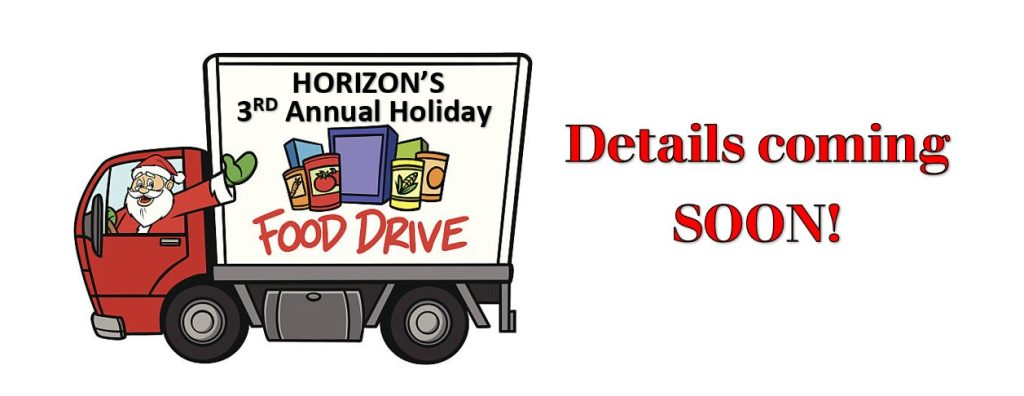 HORIZON'S
3RD Annual Holiday
FOOD DRIVE
Details coming
SOON!